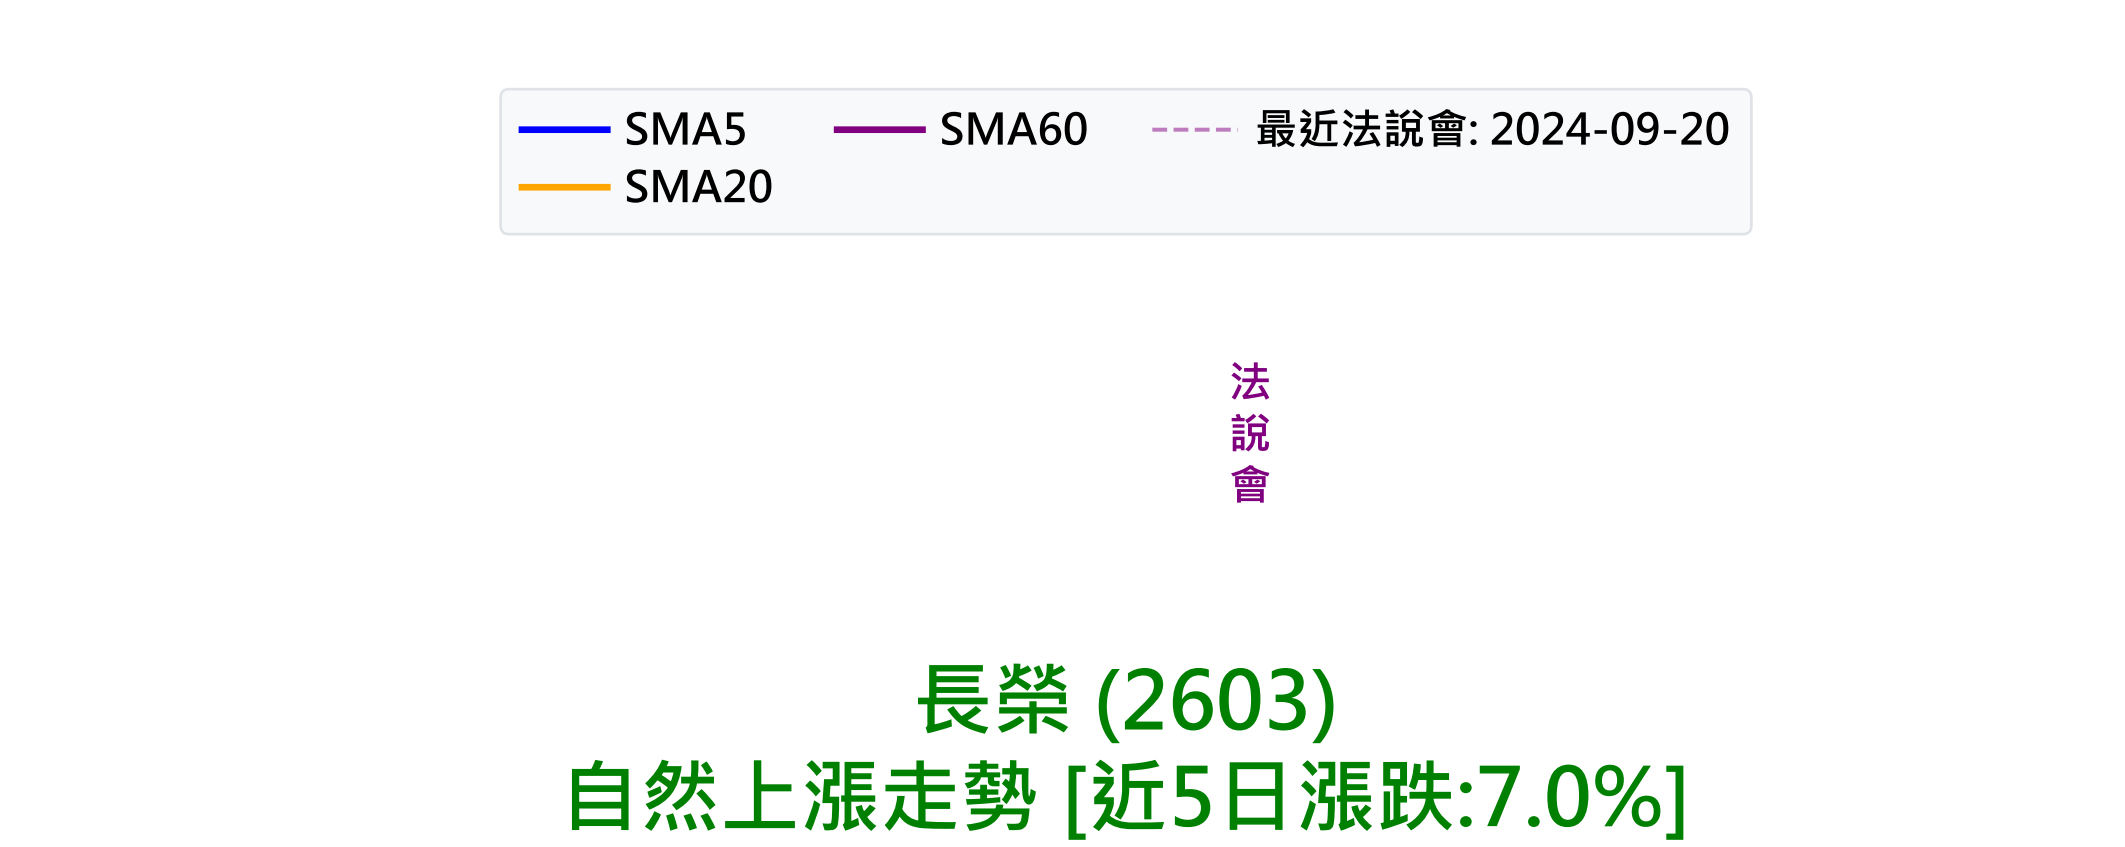 SMA5 SMA60 最近法說會: 2024-09-20
SMA20
法
說
會
長榮 (2603)
自然上漲走勢 [近5日漲跌:7.0%]